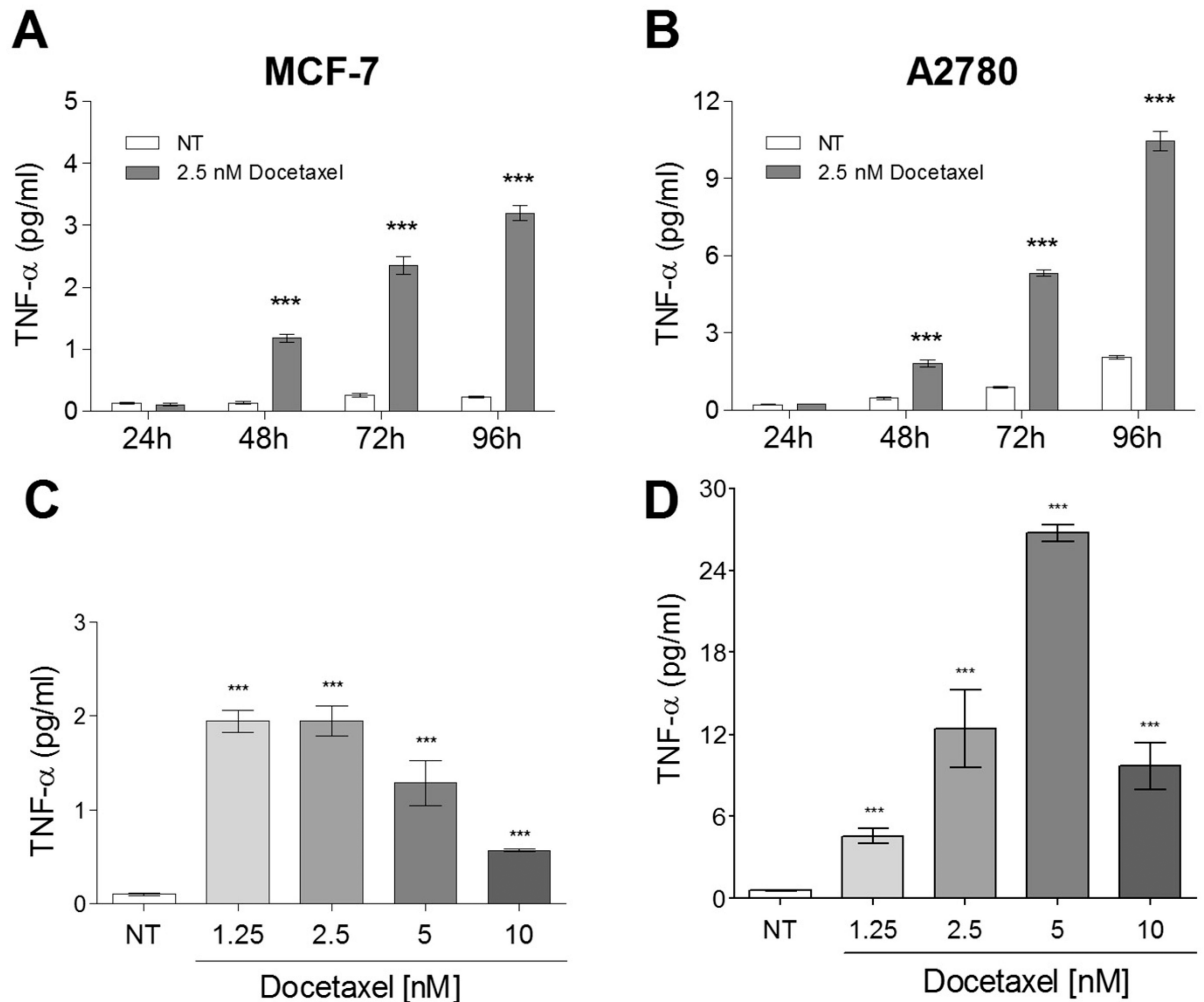 A
MCF-7
5
4
3
2
1
0
TNF-α (pg/ml)
NT
2.5 nM Docetaxel
***
***
***
24h 48h 72h 96h
B
A2780
12
9
6
3
0
TNF-α (pg/ml)
NT
2.5 nM Docetaxel
***
***
***
24h 48h 72h 96h
C
3
2
1
0
TNF-α (pg/ml)
*** *** *** ***
NT 1.25 2.5 5 10
Docetaxel [nM]
D
30
24
18
12
6
0
TNF-α (pg/ml)
*** *** *** ***
NT 1.25 2.5 5 10
Docetaxel [nM]